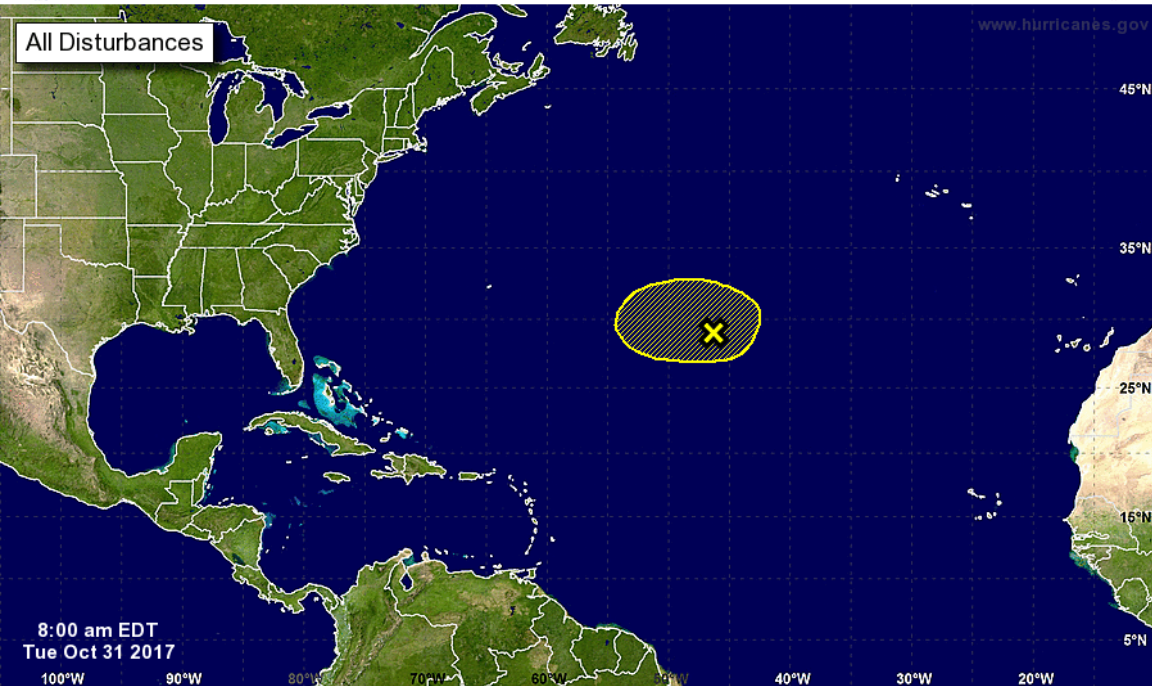 www.hurricanes.gov
All Disturbances
45°N
35°N
25°N
15°N
8:00 am EDT
Tue Oct 31 2017
5°N
100°W 90°W 80°W 70°W 60°W 50°W 40°W 30°W 20°W